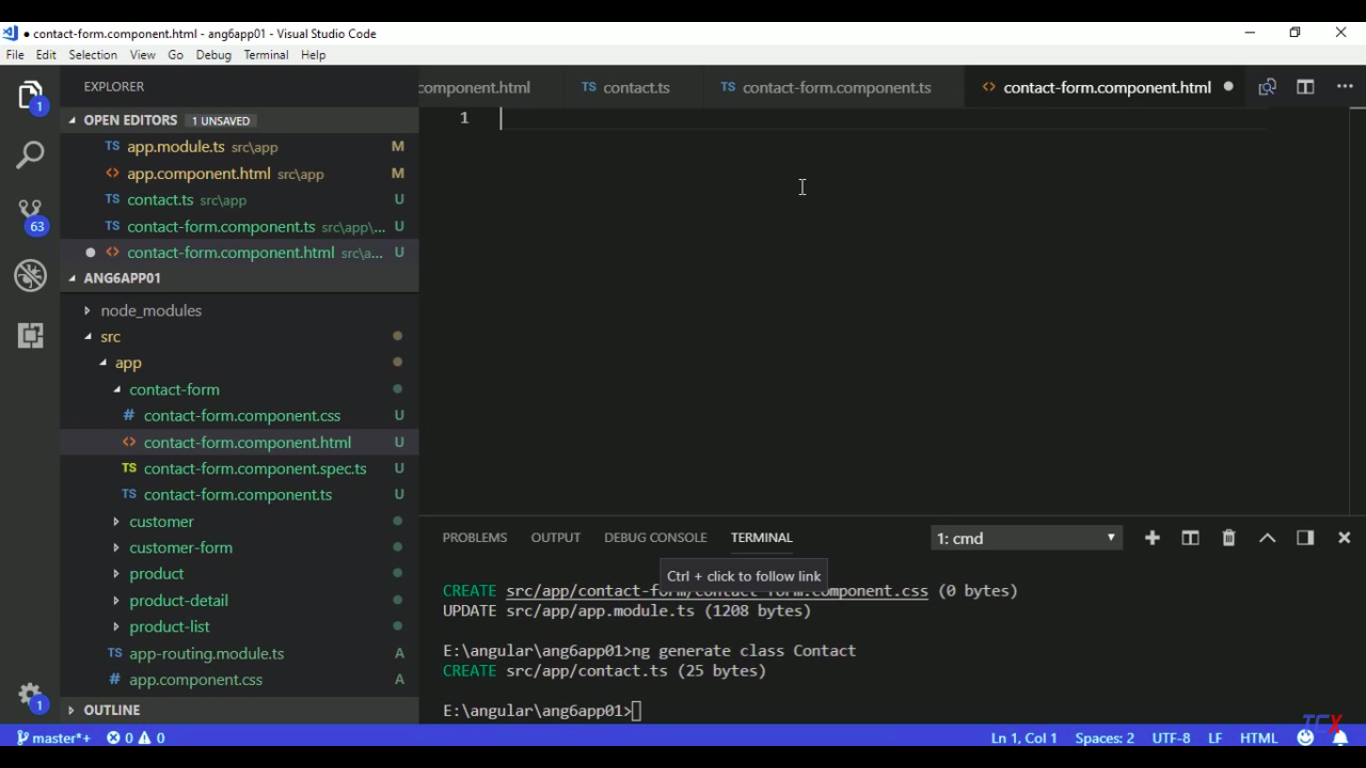 ● contact-form.component.html - ang6app01 - Visual Studio Code
File Edit Selection View Go Debug Terminal Help
EXPLORER
component.html
TS contact.ts
TS contact-form.component.ts
<> contact-form.component.html ●
OPEN EDITORS 1 UNSAVED
TS app.module.ts src\app M
<> app.component.html src\app M
TS contact.ts src\app U
TS contact-form.component.ts src\app\... U
● <> contact-form.component.html src\a... U
ANG6APP01
node_modules
src
app
contact-form
# contact-form.component.css U
<> contact-form.component.html U
TS contact-form.component.spec.ts U
TS contact-form.component.ts U
customer
customer-form
product
product-detail
product-list
TS app-routing.module.ts A
# app.component.css A
OUTLINE
1
63
1
1
PROBLEMS OUTPUT DEBUG CONSOLE TERMINAL 1: cmd
Ctrl + click to follow link
CREATE src/app/contact-form/contact-form.component.css (0 bytes)
UPDATE src/app/app.module.ts (1208 bytes)
E:\angular\ang6app01>ng generate class Contact
CREATE src/app/contact.ts (25 bytes)
E:\angular\ang6app01>
master*+ 0 0 Ln 1, Col 1 Spaces: 2 UTF-8 LF HTML
TCX